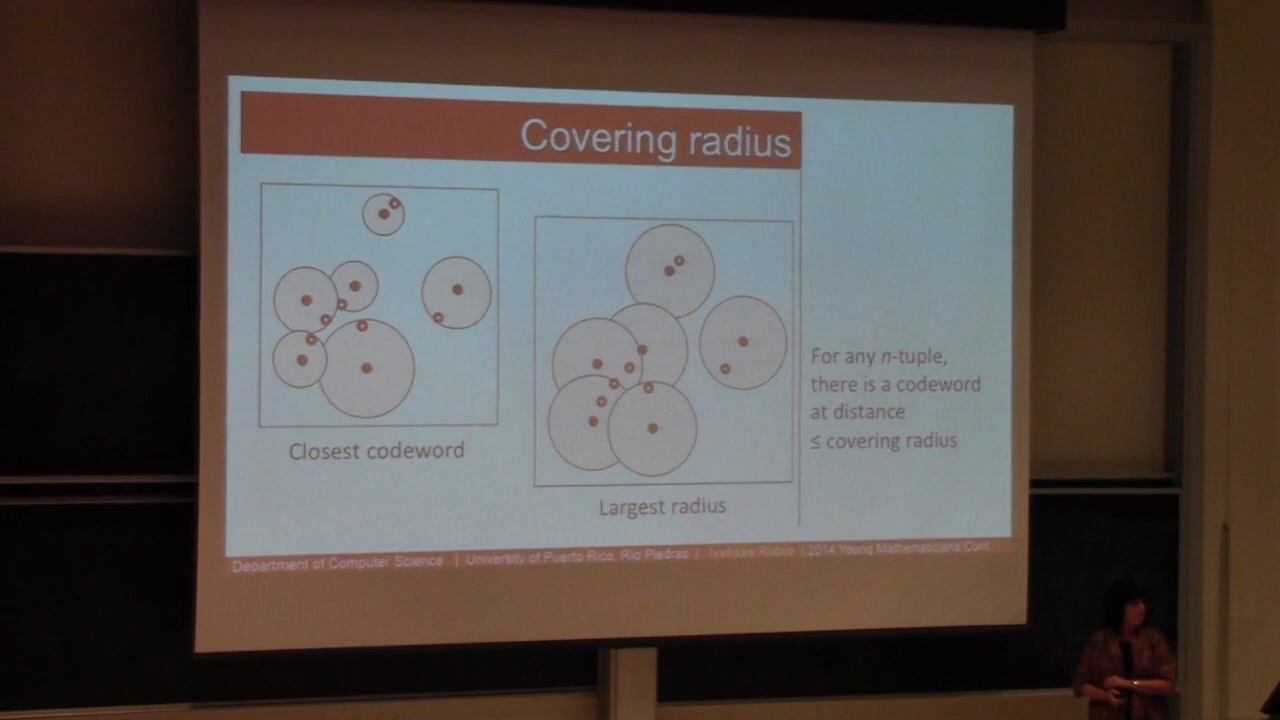 Covering radius
Closest codeword
Largest radius
For any n-tuple,
there is a codeword
at distance
≤ covering radius
Department of Computer Science | University of Puerto Rico, Rio Piedras | Ivelisse Rubio | 2014 Young Mathematicians Conf.